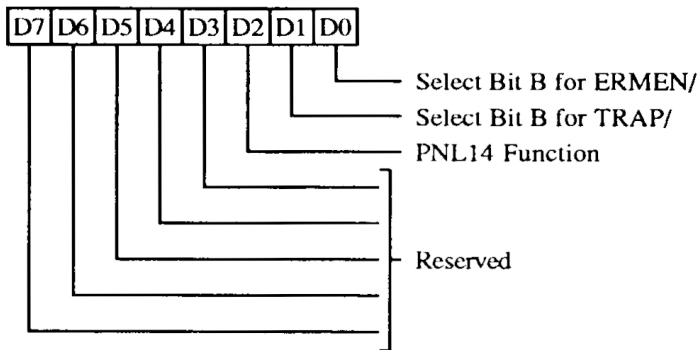 D7 D6 D5 D4 D3 D2 D1 D0
Select Bit B for ERMEN/
Select Bit B for TRAP/
PNL14 Function
Reserved